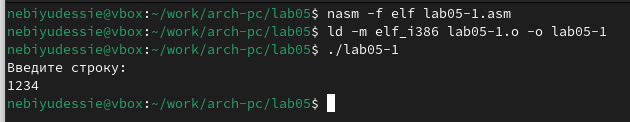 nebiyudessie@vbox:~/work/arch-pc/lab05$ nasm -f elf lab05-1.asm
nebiyudessie@vbox:~/work/arch-pc/lab05$ ld -m elf_i386 lab05-1.o -o lab05-1
nebiyudessie@vbox:~/work/arch-pc/lab05$ ./lab05-1
Введите строку:
1234
nebiyudessie@vbox:~/work/arch-pc/lab05$